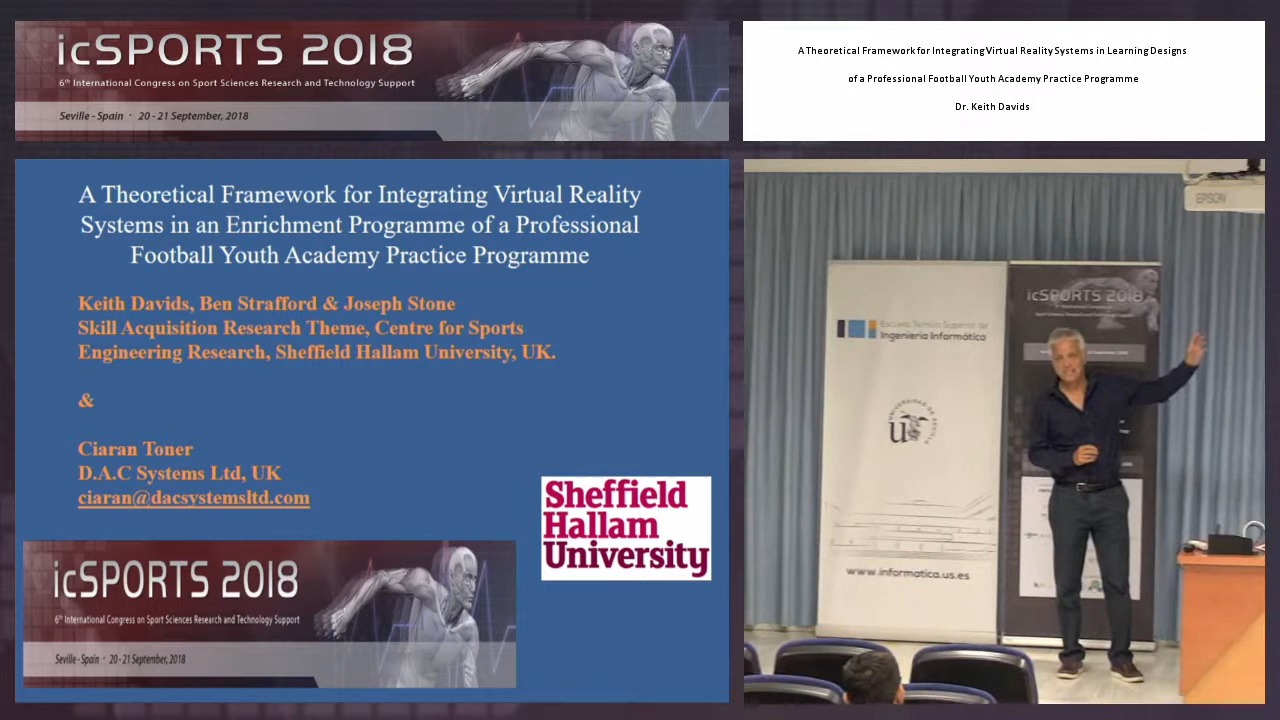 icSPORTS 2018
6th International Congress on Sport Sciences Research and Technology Support
Seville - Spain · 20 - 21 September, 2018
A Theoretical Framework for Integrating Virtual Reality Systems in Learning Designs
of a Professional Football Youth Academy Practice Programme
Dr. Keith Davids
A Theoretical Framework for Integrating Virtual Reality
Systems in an Enrichment Programme of a Professional
Football Youth Academy Practice Programme
Keith Davids, Ben Strafford & Joseph Stone
Skill Acquisition Research Theme, Centre for Sports
Engineering Research, Sheffield Hallam University, UK.
&
Ciaran Toner
D.A.C Systems Ltd, UK
ciaran@dacsystemsltd.com
Sheffield
Hallam
University
icSPORTS 2018
6th International Congress on Sport Sciences Research and Technology Support
Seville - Spain · 20 - 21 September, 2018
EPSON
icSPORTS 2018
Escuela Técnica Superior de
Ingeniería Informática
UNIVERSIDAD DE SEVILLA
www.informatica.us.es